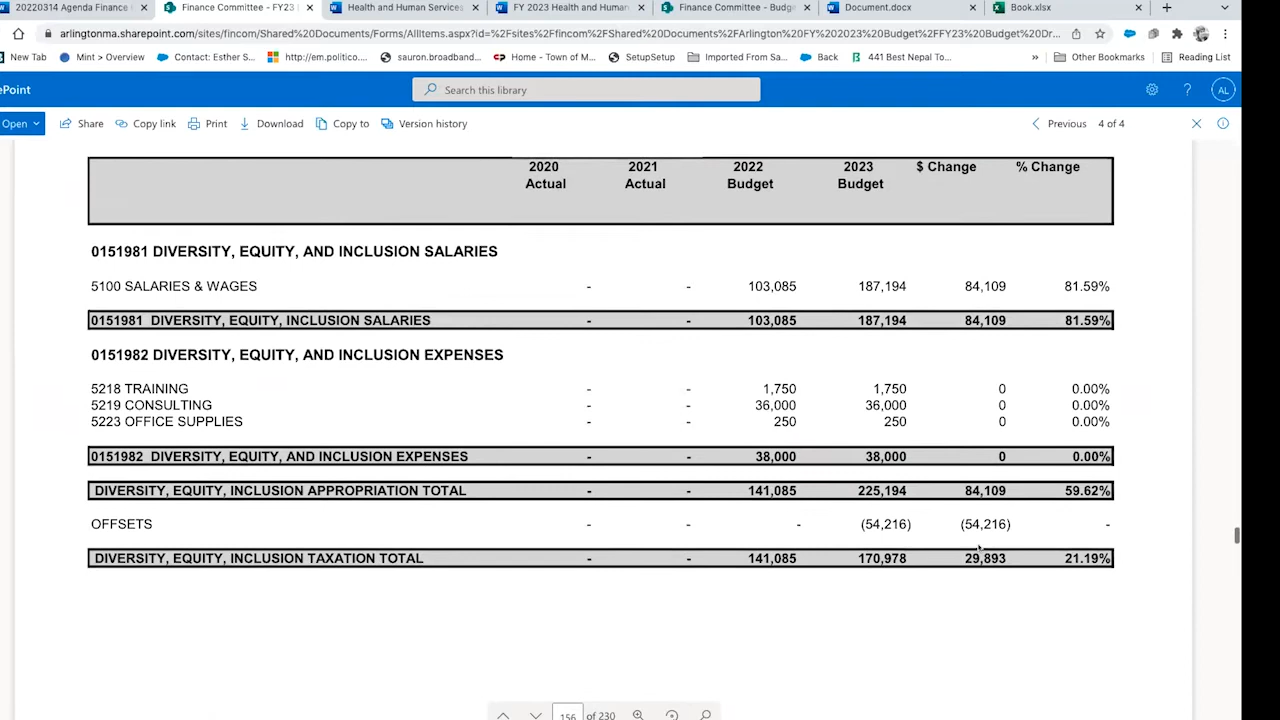 20220314 Agenda Finance
Finance Committee - FY23
Health and Human Services
FY 2023 Health and Human
Finance Committee - Budge
Document.docx
Book.xlsx
arlingtonma.sharepoint.com/sites/fincom/Shared%20Documents/Forms/AllItems.aspx?id=%2Fsites%2Ffincom%2FShared%20Documents%2FArlington%20FY%202023%20Budget%2FFY23%20Budget%20Dr...
New Tab Mint > Overview Contact: Esther S... http://em.politico.... sauron.broadband... Home - Town of M... SetupSetup Imported From Sa... Back 441 Best Nepal To... » Other Bookmarks Reading List
ePoint Search this library ? AL
Open Share Copy link Print Download Copy to Version history Previous 4 of 4
2020 2021 2022 2023 $ Change % Change
Actual Actual Budget Budget
0151981 DIVERSITY, EQUITY, AND INCLUSION SALARIES
5100 SALARIES & WAGES - - 103,085 187,194 84,109 81.59%
0151981 DIVERSITY, EQUITY, INCLUSION SALARIES - - 103,085 187,194 84,109 81.59%
0151982 DIVERSITY, EQUITY, AND INCLUSION EXPENSES
5218 TRAINING - - 1,750 1,750 0 0.00%
5219 CONSULTING - - 36,000 36,000 0 0.00%
5223 OFFICE SUPPLIES - - 250 250 0 0.00%
0151982 DIVERSITY, EQUITY, AND INCLUSION EXPENSES - - 38,000 38,000 0 0.00%
DIVERSITY, EQUITY, INCLUSION APPROPRIATION TOTAL - - 141,085 225,194 84,109 59.62%
OFFSETS - - - (54,216) (54,216) -
DIVERSITY, EQUITY, INCLUSION TAXATION TOTAL - - 141,085 170,978 29,893 21.19%
156 of 230